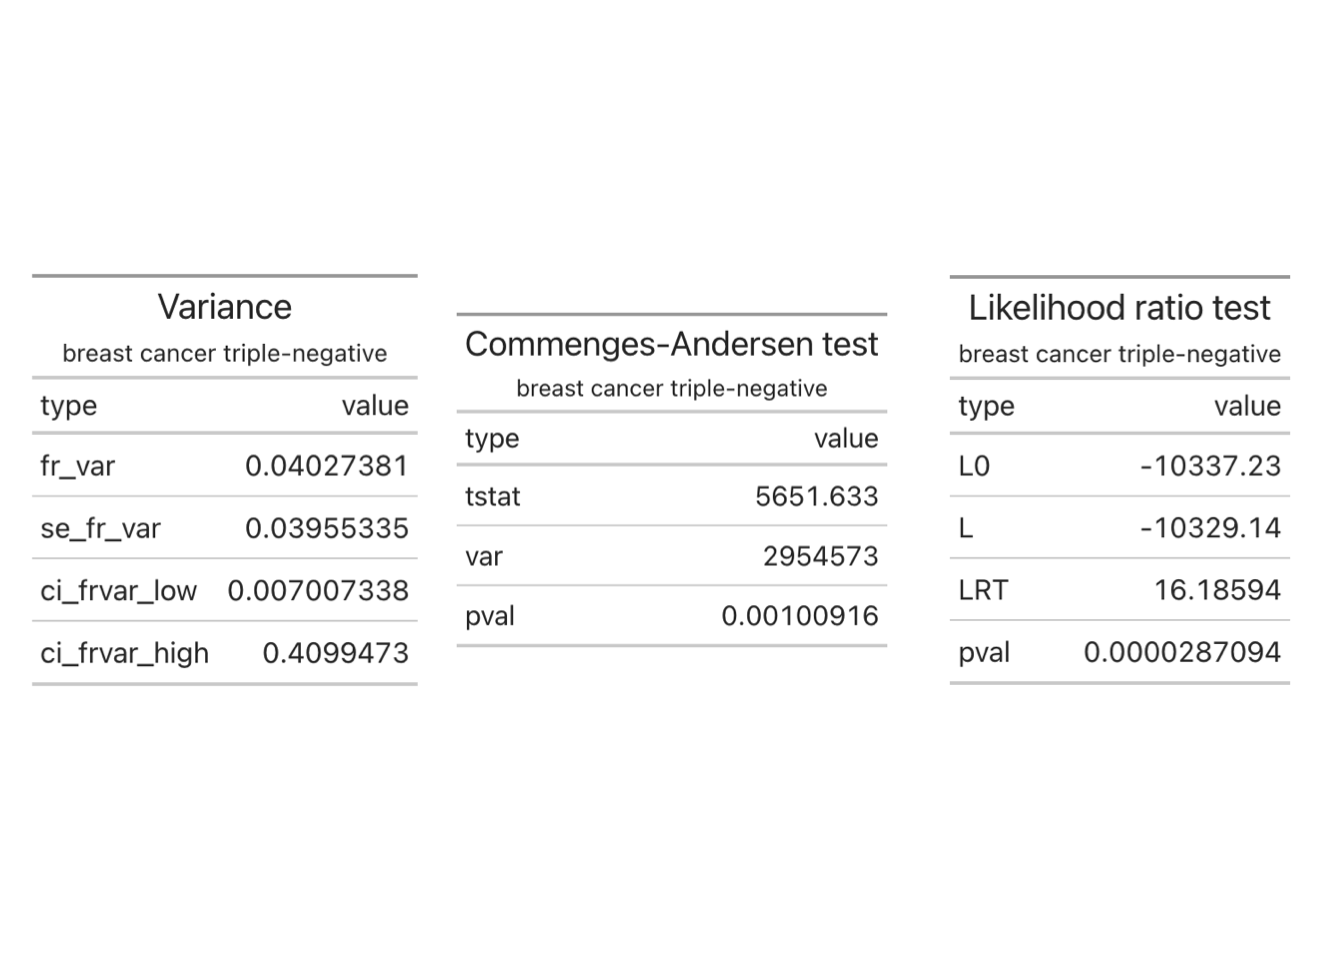 Variance
breast cancer triple-negative
type value
fr_var 0.04027381
se_fr_var 0.03955335
ci_frvar_low 0.007007338
ci_frvar_high 0.4099473
Commenges-Andersen test
breast cancer triple-negative
type value
tstat 5651.633
var 2954573
pval 0.00100916
Likelihood ratio test
breast cancer triple-negative
type value
L0 -10337.23
L -10329.14
LRT 16.18594
pval 0.0000287094